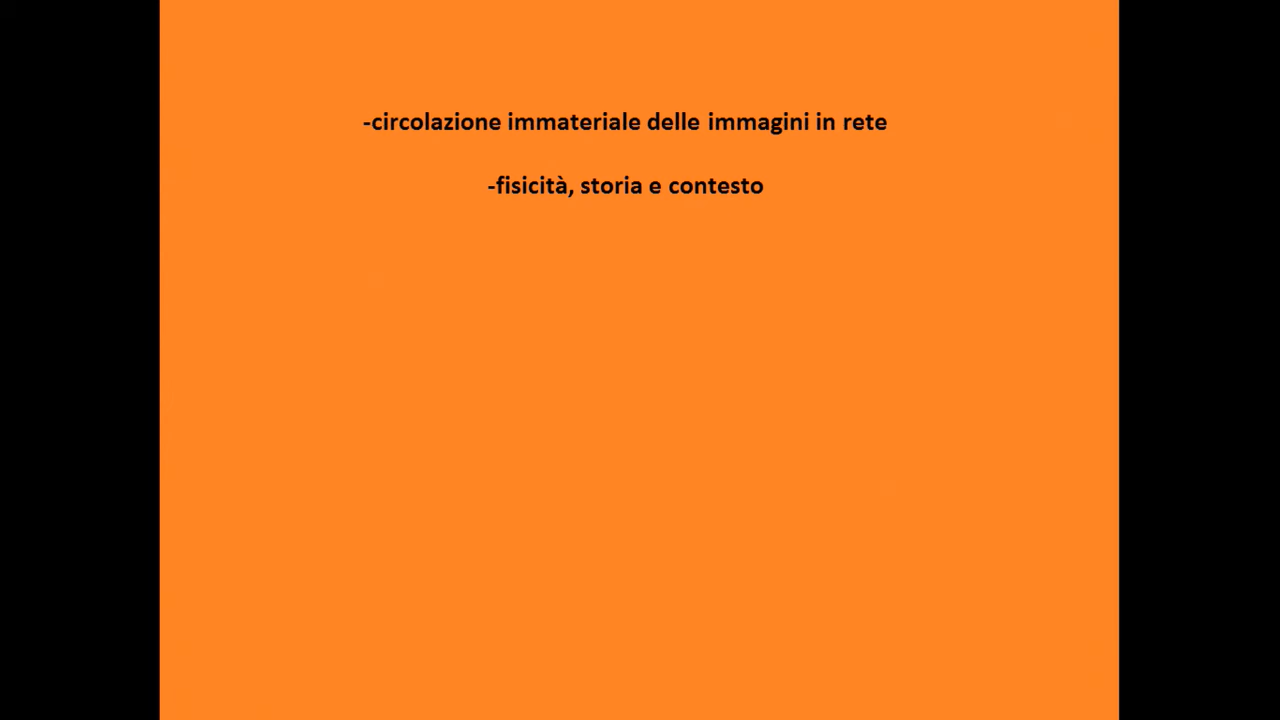 -circolazione immateriale delle immagini in rete
-fisicità, storia e contesto